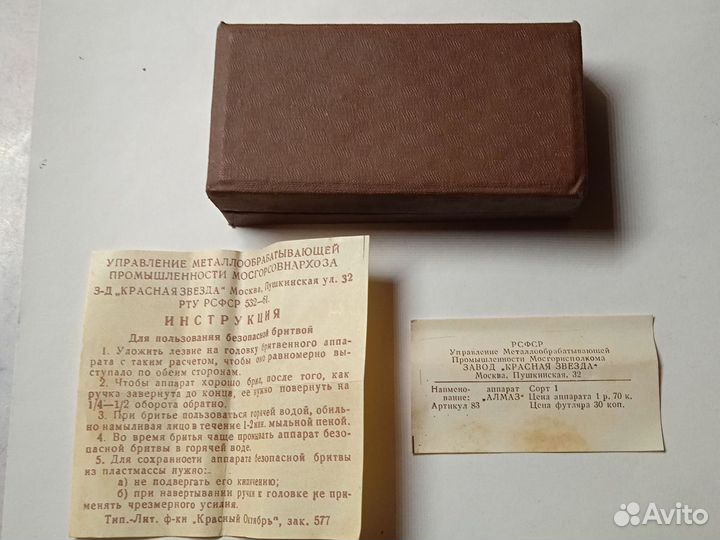 УПРАВЛЕНИЕ МЕТАЛЛООБРАБАТЫВАЮЩЕЙ
ПРОМЫШЛЕННОСТИ МОСГОРСОВНАРХОЗА
З-Д „КРАСНАЯ ЗВЕЗДА" Москва, Пушкинская ул. 32
РТУ РСФСР 532—61.
ИНСТРУКЦИЯ
Для пользования безопасной бритвой
1. Уложить лезвие на головку бритвенного аппа-
рата с таким расчетом, чтобы оно равномерно вы-
ступало по обеим сторонам.
2. Чтобы аппарат хорошо брил, после того, как
ручка завернута до конца, ее нужно повернуть на
1/4—1/2 оборота обратно.
3. При бритье пользоваться горячей водой, обиль-
но намыливая лицо в течение 1-2 мин. мыльной пеной.
4. Во время бритья чаще промывать аппарат безо-
пасной бритвы в горячей воде.
5. Для сохранности аппарата безопасной бритвы
из пластмассы нужно:
а) не подвергать его кипячению;
б) при навертывании ручки к головке не при-
менять чрезмерного усилия.
Тип.-Лит. ф-ки „Красный Октябрь", зак. 577
РСФСР
Управление Металлообрабатывающей
Промышленности Мосгорисполкома
ЗАВОД „КРАСНАЯ ЗВЕЗДА"
Москва, Пушкинская, 32
Наимено- аппарат Сорт 1
вание: „АЛМАЗ" Цена аппарата 1 р. 70 к.
Артикул 83 Цена футляра 30 коп.
Avito